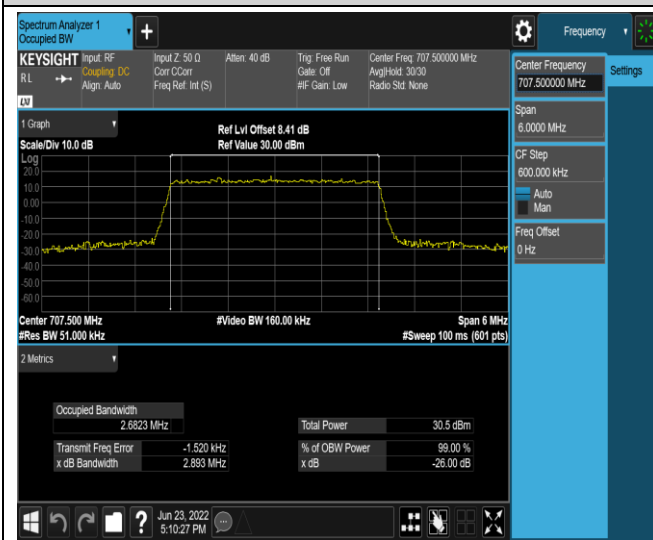 Spectrum Analyzer 1
Occupied BW
+
Frequency
KEYSIGHT
RL
LXI
Input: RF
Coupling: DC
Align: Auto
Input Z: 50 Ω
Corr CCorr
Freq Ref: Int (S)
Atten: 40 dB
Trig: Free Run
Gate: Off
#IF Gain: Low
Center Freq: 707.500000 MHz
Avg|Hold: 30/30
Radio Std: None
Center Frequency
707.500000 MHz
Settings
Span
6.0000 MHz
CF Step
600.000 kHz
Auto
Man
Freq Offset
0 Hz
1 Graph
Scale/Div 10.0 dB
Ref Lvl Offset 8.41 dB
Ref Value 30.00 dBm
Log
20.0
10.0
0.00
-10.0
-20.0
-30.0
-40.0
-50.0
-60.0
Center 707.500 MHz
#Video BW 160.00 kHz
Span 6 MHz
#Res BW 51.000 kHz
#Sweep 100 ms (601 pts)
2 Metrics
Occupied Bandwidth
2.6823 MHz
Total Power 30.5 dBm
Transmit Freq Error -1.520 kHz
% of OBW Power 99.00 %
x dB Bandwidth 2.893 MHz
x dB -26.00 dB
?
Jun 23, 2022
5:10:27 PM